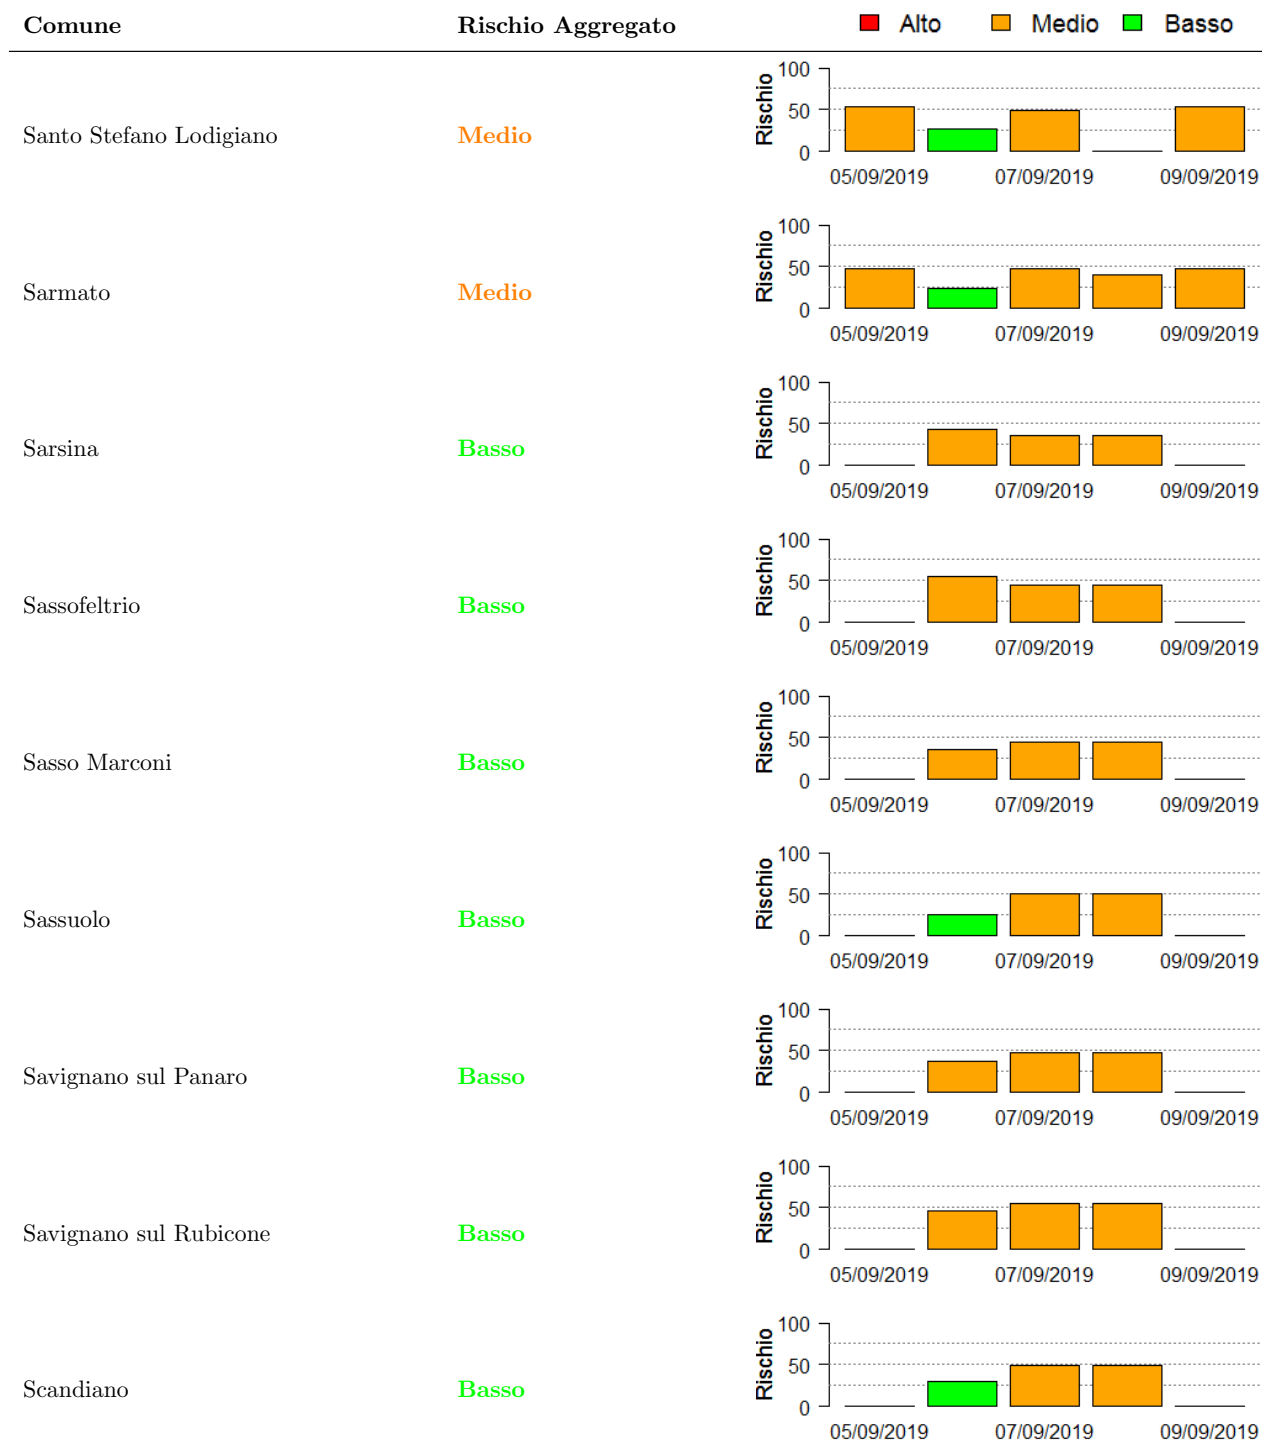 Comune Rischio Aggregato Alto Medio Basso
Santo Stefano Lodigiano Medio Rischio 100 50 0
05/09/2019 07/09/2019 09/09/2019
Sarmato Medio Rischio 100 50 0
05/09/2019 07/09/2019 09/09/2019
Sarsina Basso Rischio 100 50 0
05/09/2019 07/09/2019 09/09/2019
Sassofeltrio Basso Rischio 100 50 0
05/09/2019 07/09/2019 09/09/2019
Sasso Marconi Basso Rischio 100 50 0
05/09/2019 07/09/2019 09/09/2019
Sassuolo Basso Rischio 100 50 0
05/09/2019 07/09/2019 09/09/2019
Savignano sul Panaro Basso Rischio 100 50 0
05/09/2019 07/09/2019 09/09/2019
Savignano sul Rubicone Basso Rischio 100 50 0
05/09/2019 07/09/2019 09/09/2019
Scandiano Basso Rischio 100 50 0
05/09/2019 07/09/2019 09/09/2019